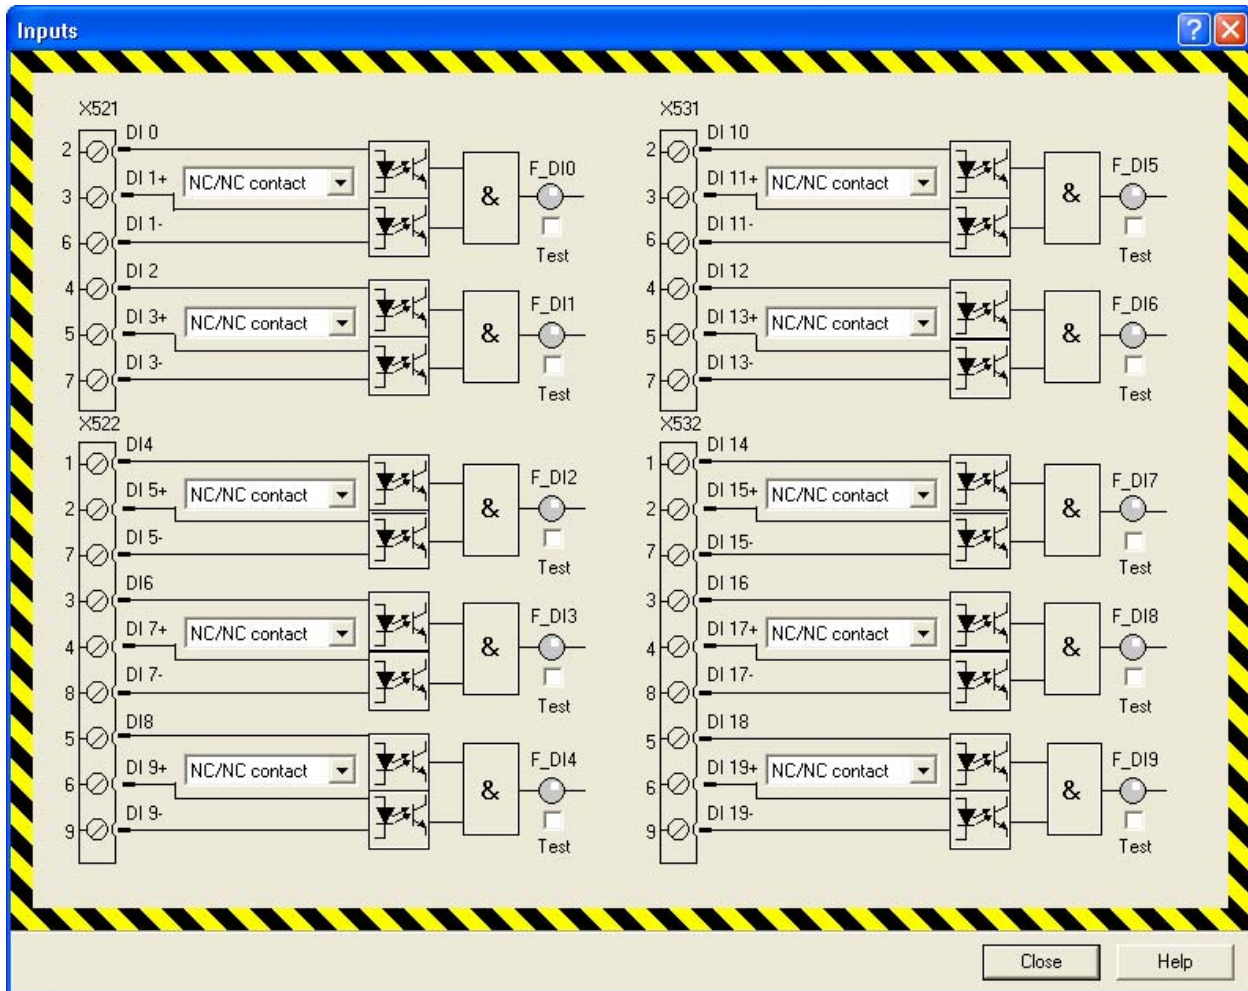 Inputs
X521
DI 0
2
DI 1+
NC/NC contact
F_DI0
3
&
DI 1-
6
Test
DI 2
4
DI 3+
NC/NC contact
F_DI1
5
&
DI 3-
7
Test
X522
DI4
1
DI 5+
NC/NC contact
F_DI2
2
&
DI 5-
7
Test
DI6
3
DI 7+
NC/NC contact
F_DI3
4
&
DI 7-
8
Test
DI8
5
DI 9+
NC/NC contact
F_DI4
6
&
DI 9-
9
Test
X531
DI 10
2
DI 11+
NC/NC contact
F_DI5
3
&
DI 11-
6
Test
DI 12
4
DI 13+
NC/NC contact
F_DI6
5
&
DI 13-
7
Test
X532
DI 14
1
DI 15+
NC/NC contact
F_DI7
2
&
DI 15-
7
Test
DI 16
3
DI 17+
NC/NC contact
F_DI8
4
&
DI 17-
8
Test
DI 18
5
DI 19+
NC/NC contact
F_DI9
6
&
DI 19-
9
Test
Close
Help